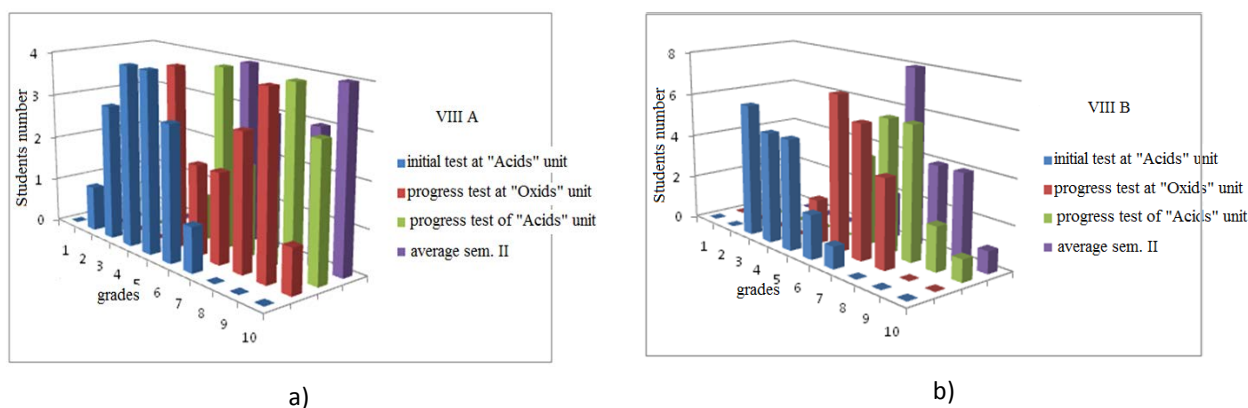 4
3
2
1
0
Students number
1
2
3
4
5
6
7
8
9
10
grades
VIII A
initial test at "Acids" unit
progress test at "Oxids" unit
progress test of "Acids" unit
average sem. II
a)
8
6
4
2
0
Students number
1
2
3
4
5
6
7
8
9
10
grades
VIII B
initial test at "Acids" unit
progress test at "Oxids" unit
progress test of "Acids" unit
average sem. II
b)